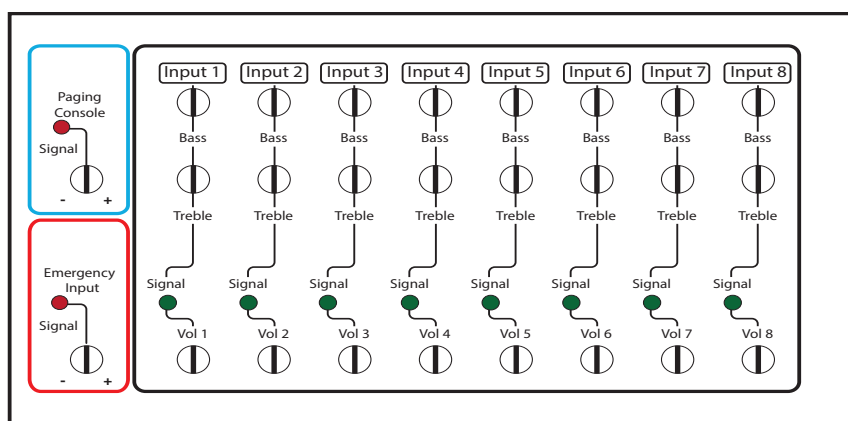 Input 1 Input 2 Input 3 Input 4 Input 5 Input 6 Input 7 Input 8
Paging
Console
Signal
- +
Bass Bass Bass Bass Bass Bass Bass Bass
Treble Treble Treble Treble Treble Treble Treble Treble
Emergency
Input
Signal
- +
Signal Signal Signal Signal Signal Signal Signal Signal
Vol 1 Vol 2 Vol 3 Vol 4 Vol 5 Vol 6 Vol 7 Vol 8